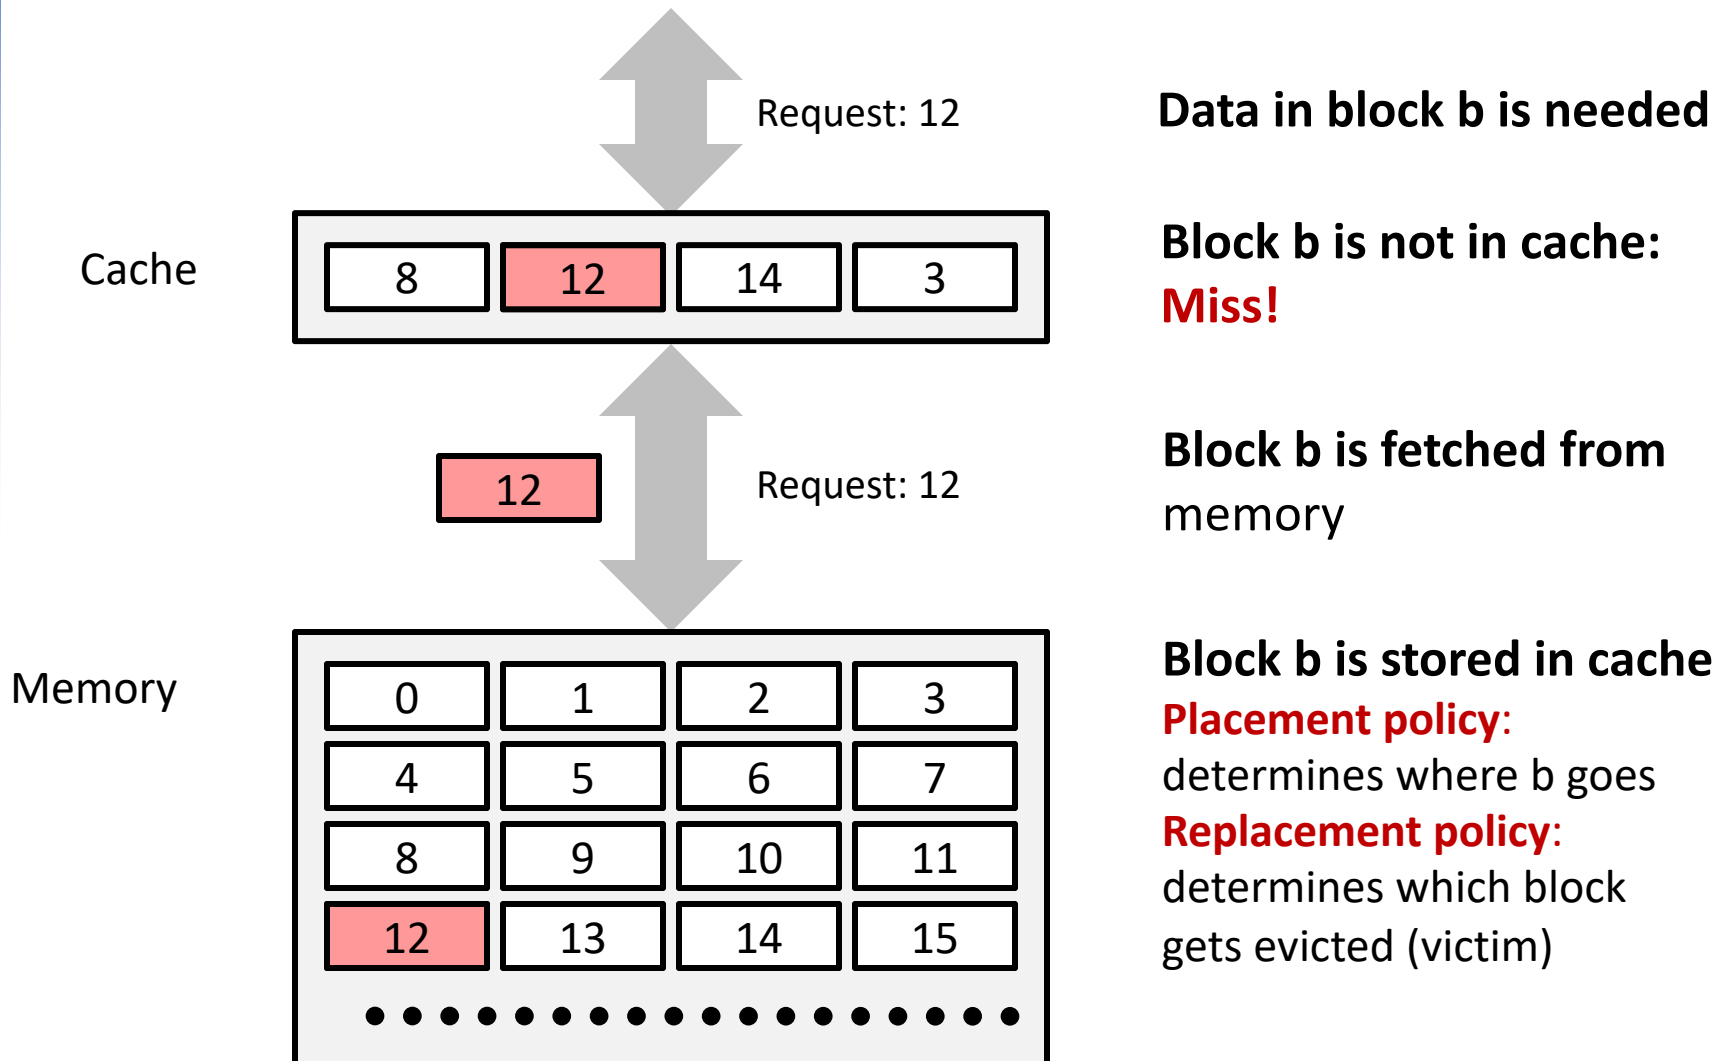 Request: 12
Data in block b is needed
Cache
8 12 14 3
Block b is not in cache:
Miss!
12
Request: 12
Block b is fetched from
memory
Memory
0 1 2 3
4 5 6 7
8 9 10 11
12 13 14 15
Block b is stored in cache
Placement policy:
determines where b goes
Replacement policy:
determines which block
gets evicted (victim)